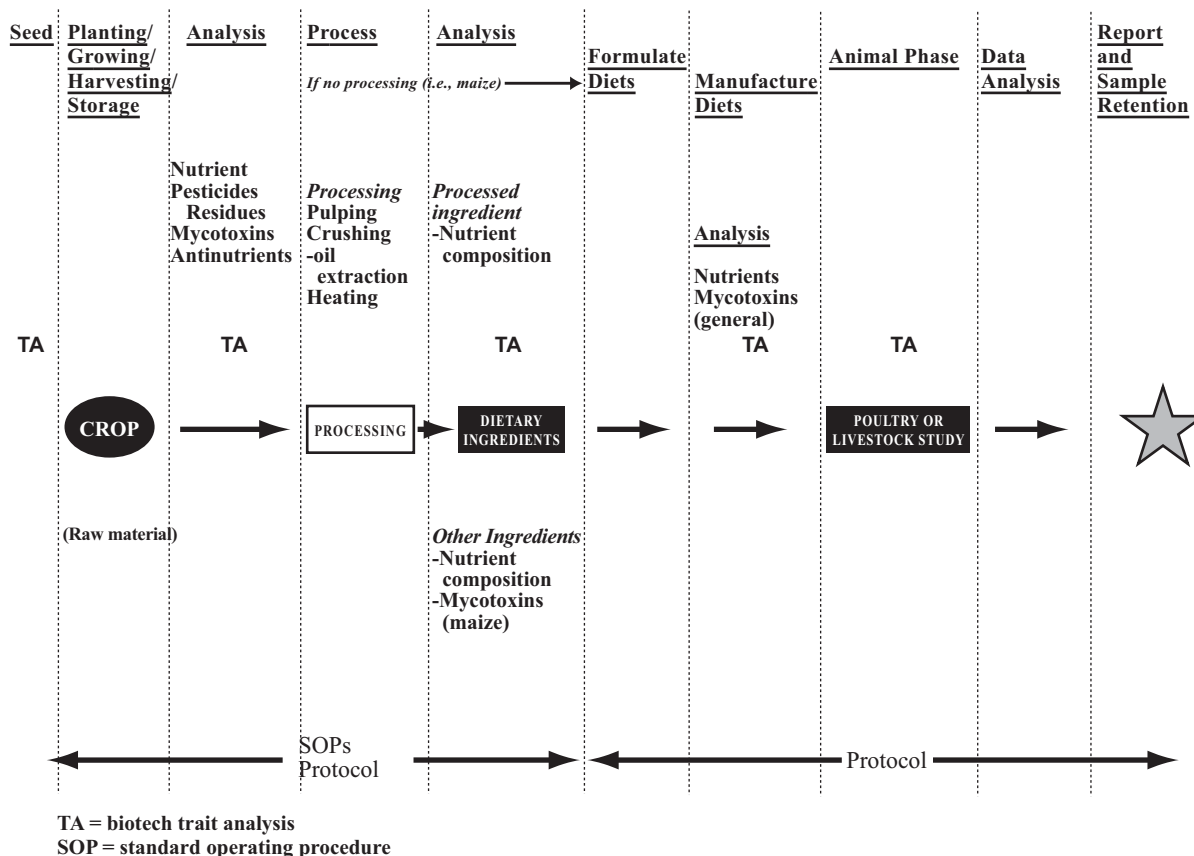 Seed
Planting/
Growing/
Harvesting/
Storage
Analysis
Process
Analysis
If no processing (i.e., maize)
Formulate
Diets
Manufacture
Diets
Animal Phase
Data
Analysis
Report
and
Sample
Retention
Nutrient
Pesticides
Residues
Mycotoxins
Antinutrients
Processing
Pulping
Crushing
-oil
extraction
Heating
Processed
ingredient
-Nutrient
composition
Analysis
Nutrients
Mycotoxins
(general)
TA
TA
TA
TA
TA
CROP
PROCESSING
DIETARY
INGREDIENTS
POULTRY OR
LIVESTOCK STUDY
(Raw material)
Other Ingredients
-Nutrient
composition
-Mycotoxins
(maize)
SOPs
Protocol
Protocol
TA = biotech trait analysis
SOP = standard operating procedure